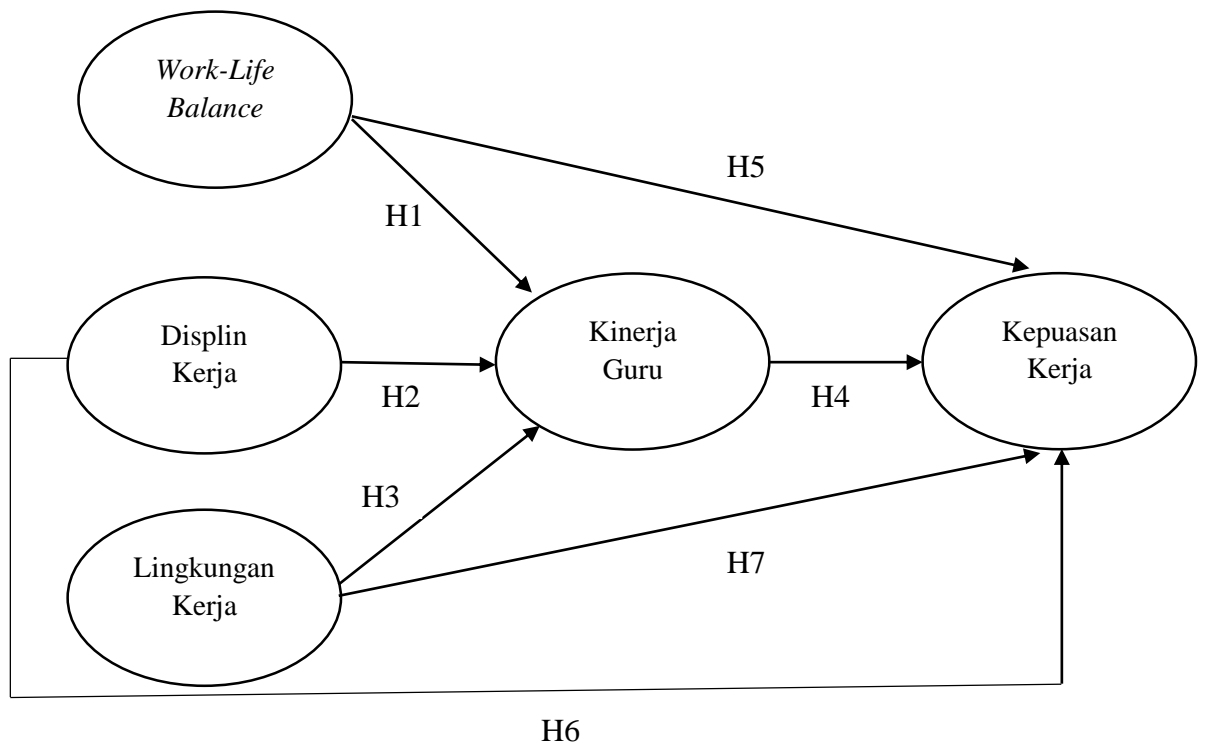 Work-Life
Balance
H5
H1
Displin
Kerja
Kinerja
Guru
Kepuasan
Kerja
H2
H4
H3
Lingkungan
Kerja
H7
H6